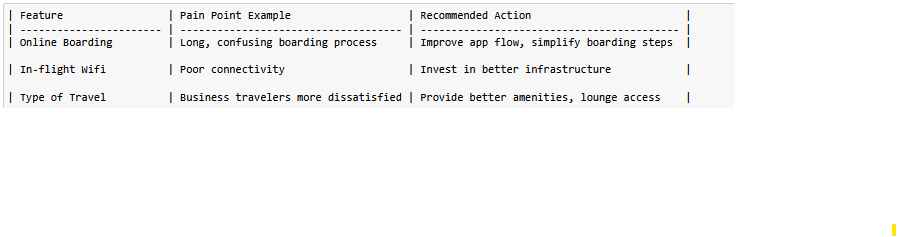 | Feature | Pain Point Example | Recommended Action |
| ---------------------- | ----------------------------------- | ----------------------------------------- |
| Online Boarding | Long, confusing boarding process | Improve app flow, simplify boarding steps |
| In-flight Wifi | Poor connectivity | Invest in better infrastructure |
| Type of Travel | Business travelers more dissatisfied | Provide better amenities, lounge access |